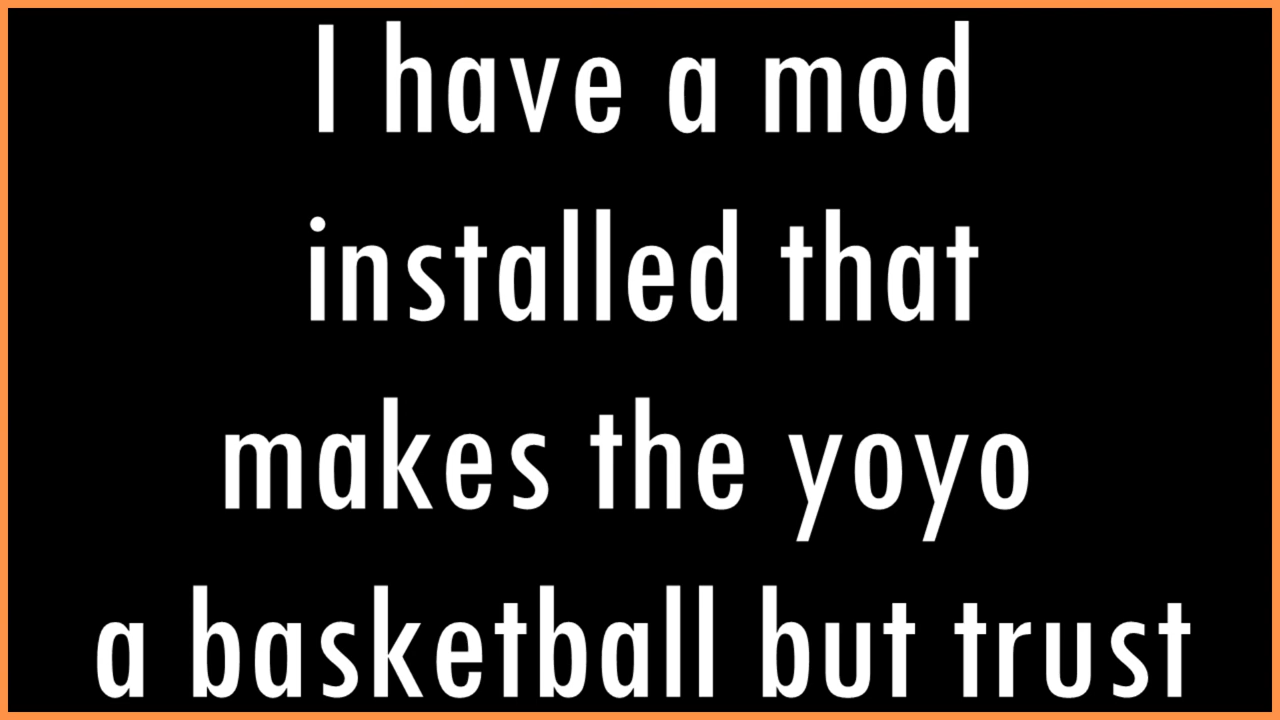 I have a mod
installed that
makes the yoyo
a basketball but trust